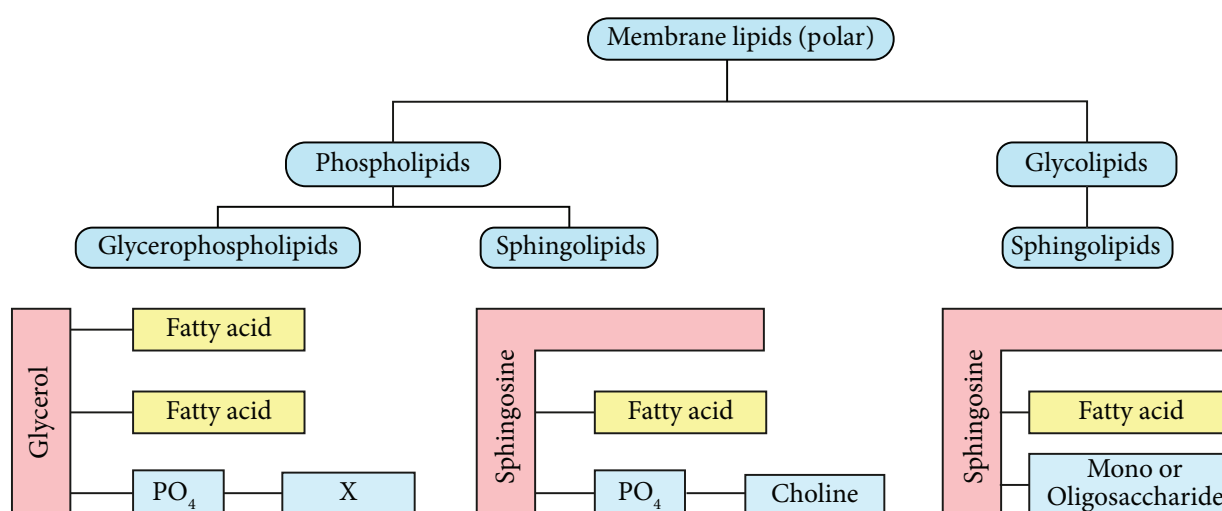 Membrane lipids (polar)
Phospholipids
Glycolipids
Glycerophospholipids
Sphingolipids
Sphingolipids
Glycerol
Fatty acid
Fatty acid
PO₄
X
Sphingosine
Fatty acid
PO₄
Choline
Sphingosine
Fatty acid
Mono or
Oligosaccharide